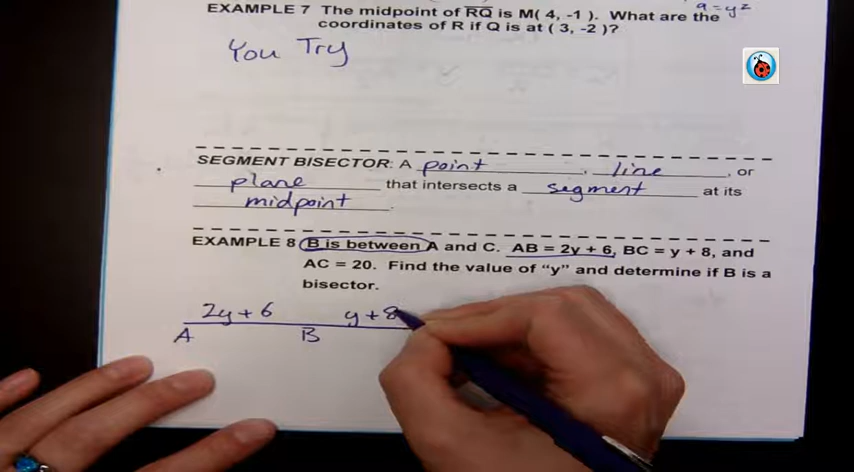 a = y2
EXAMPLE 7 The midpoint of RQ is M( 4, -1 ). What are the
coordinates of R if Q is at ( 3, -2 )?
You Try
SEGMENT BISECTOR: A point, line, or
plane that intersects a segment at its
midpoint.
EXAMPLE 8 B is between A and C. AB = 2y + 6, BC = y + 8, and
AC = 20. Find the value of “y” and determine if B is a
bisector.
2y + 6 y + 8
A B